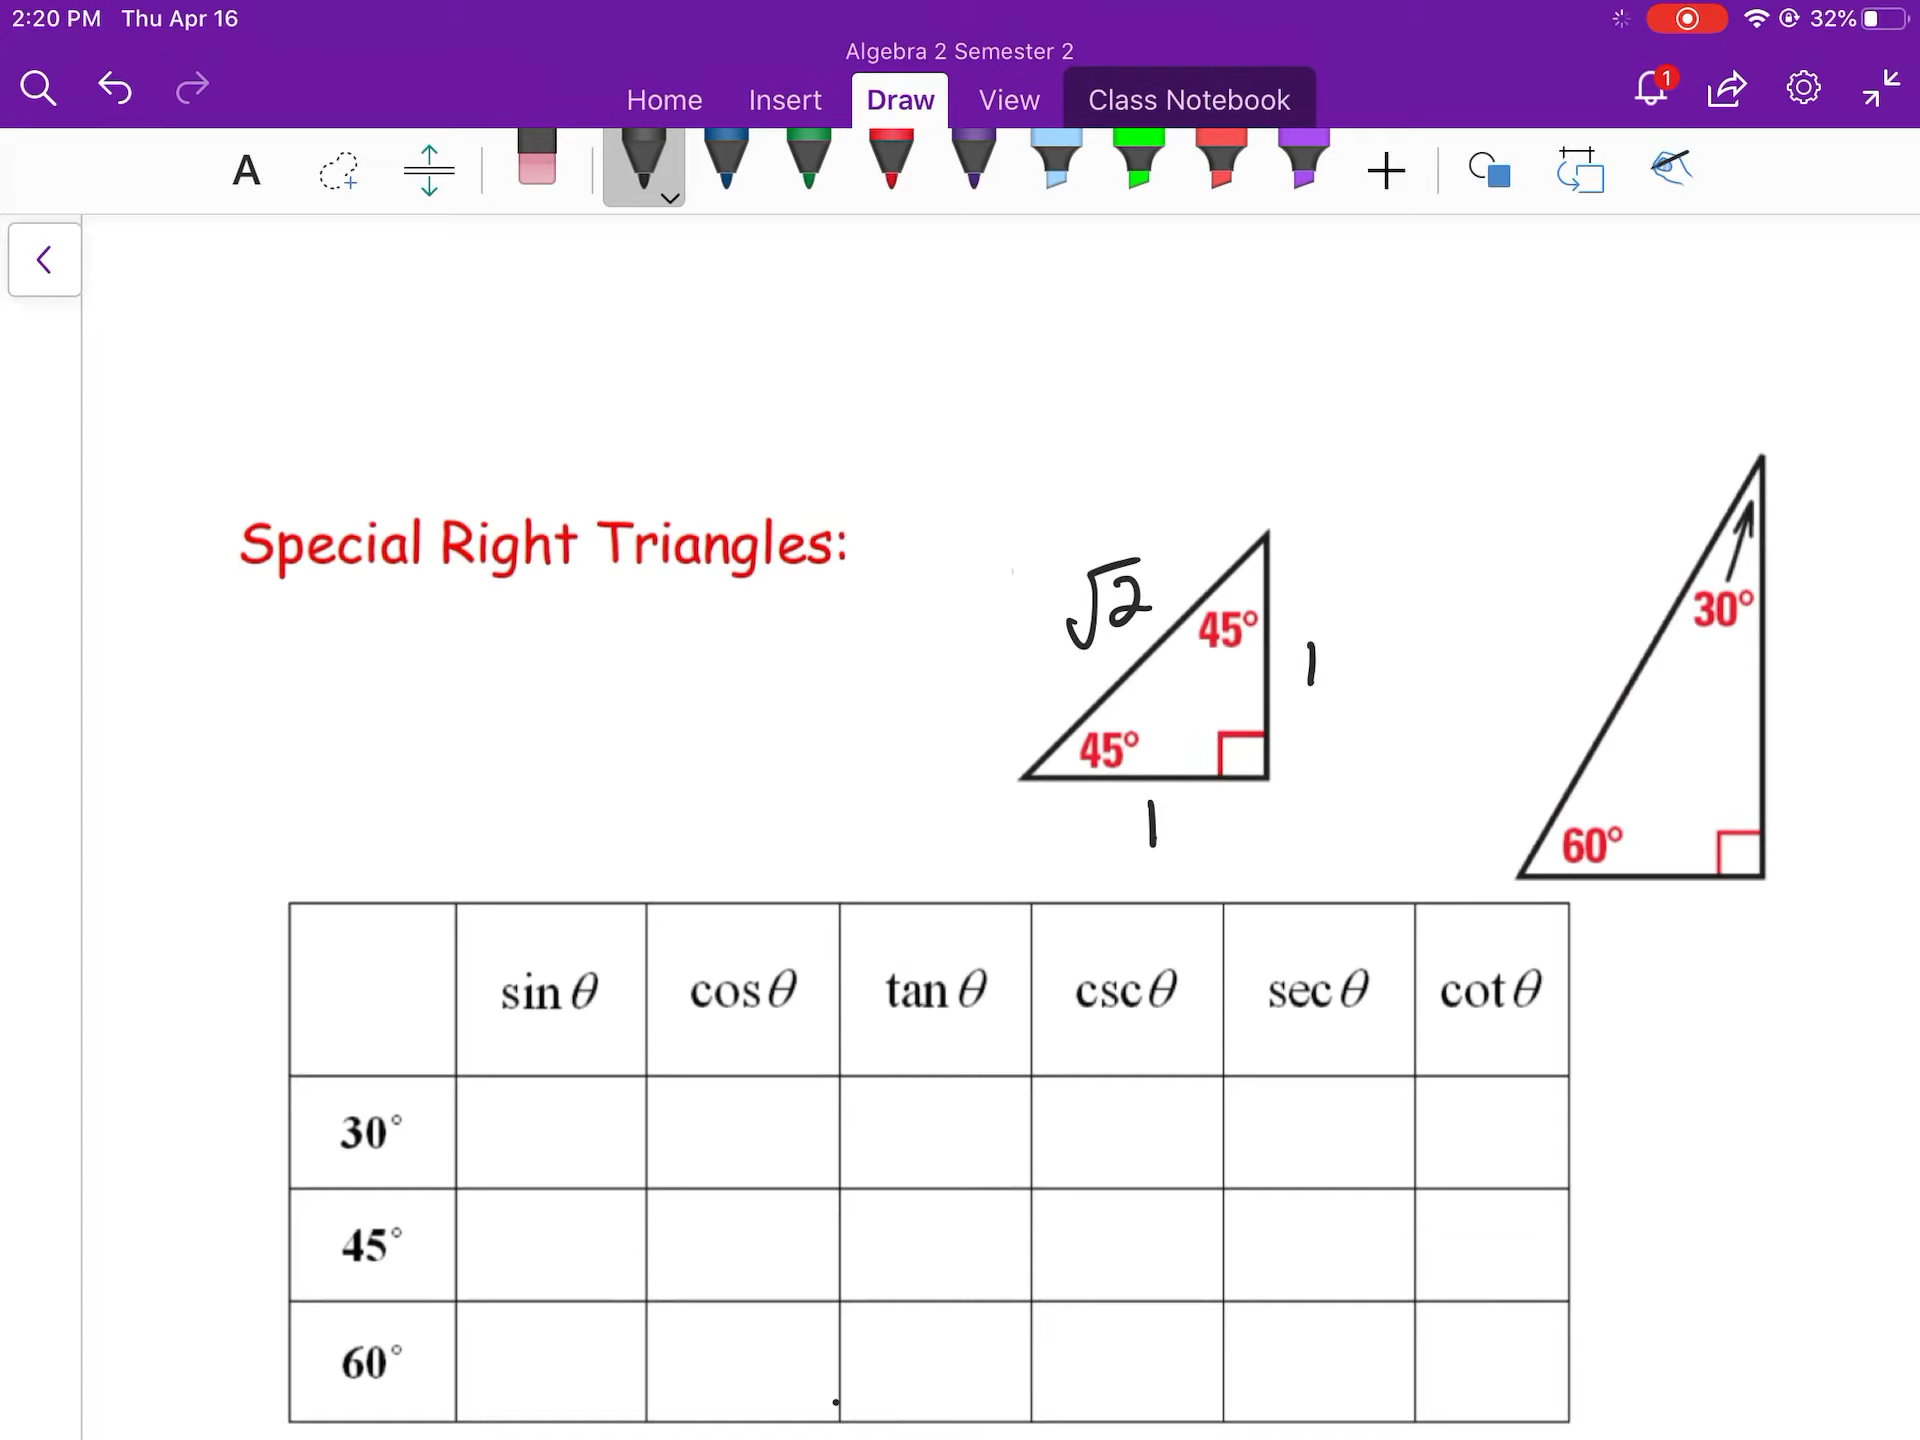 2:20 PM Thu Apr 16
32%
Algebra 2 Semester 2
Home Insert Draw View Class Notebook
1
A
Special Right Triangles:
√2
45°
1
45°
1
30°
60°
sin θ cos θ tan θ csc θ sec θ cot θ
30°
45°
60°